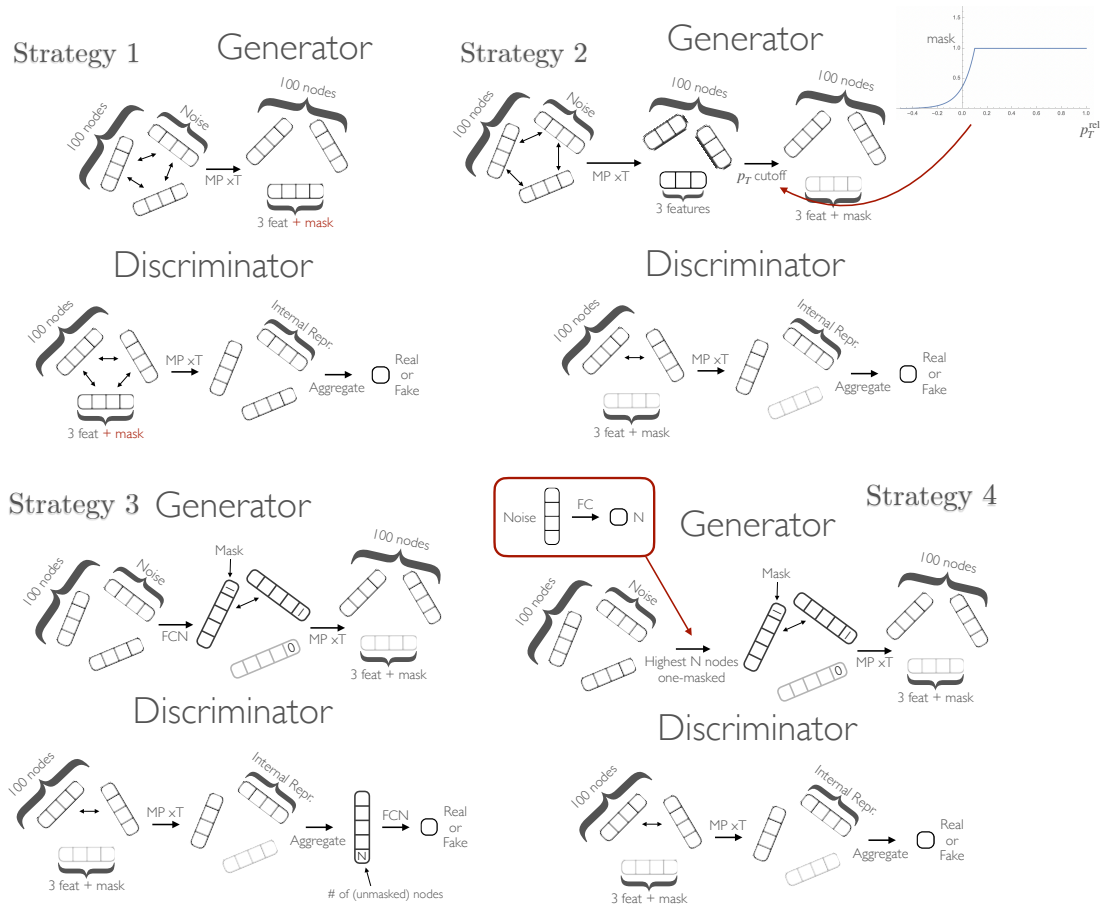 Strategy 1
Generator
100 nodes
Noise
MP xT
100 nodes
3 feat + mask
Discriminator
100 nodes
3 feat + mask
MP xT
Internal Repr.
Aggregate
Real
or
Fake
Strategy 2
Generator
100 nodes
Noise
MP xT
3 features
p_T cutoff
100 nodes
3 feat + mask
mask
1.5
1.0
0.5
-0.4
-0.2
0.0
0.2
0.4
0.6
0.8
1.0
p_T^rel
Discriminator
100 nodes
3 feat + mask
MP xT
Internal Repr.
Aggregate
Real
or
Fake
Strategy 3
Generator
100 nodes
Noise
FCN
Mask
1
1
0
MP xT
100 nodes
3 feat + mask
Discriminator
100 nodes
3 feat + mask
MP xT
Internal Repr.
Aggregate
N
# of (unmasked) nodes
FCN
Real
or
Fake
Strategy 4
Noise
FC
N
Generator
100 nodes
Noise
Highest N nodes
one-masked
Mask
1
1
0
MP xT
100 nodes
3 feat + mask
Discriminator
100 nodes
3 feat + mask
MP xT
Internal Repr.
Aggregate
Real
or
Fake